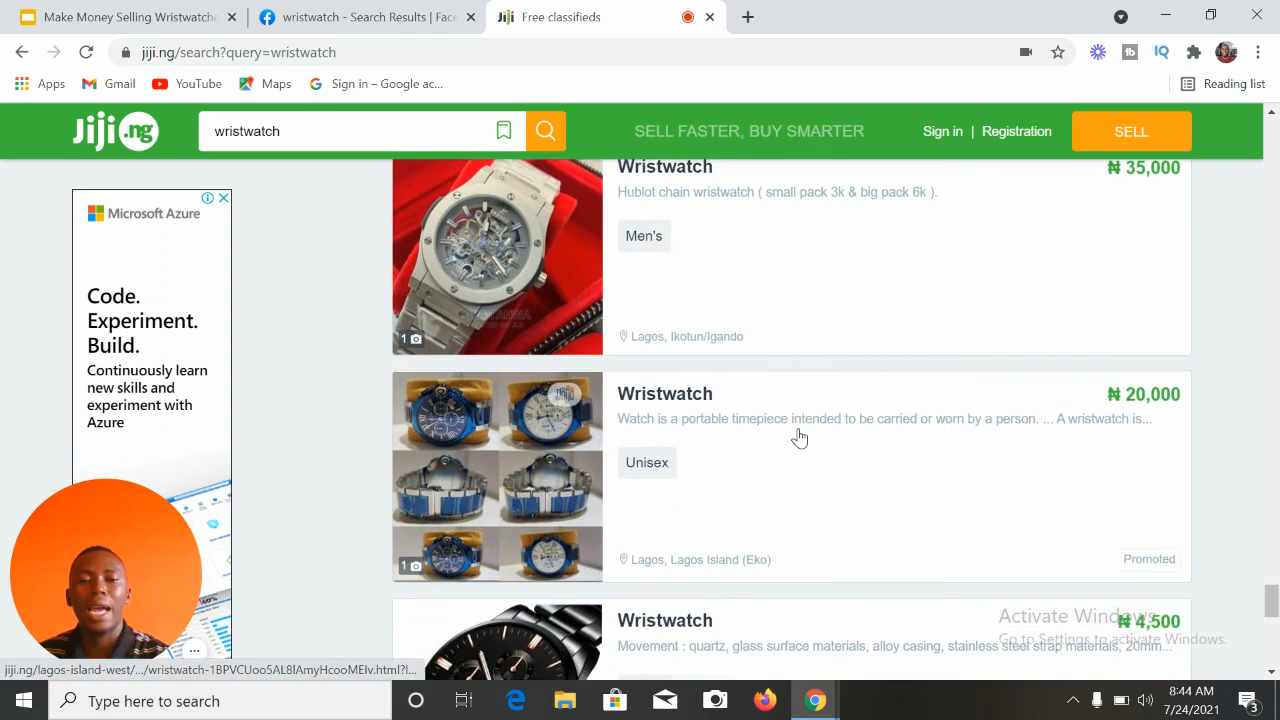 Make Money Selling Wristwatche
wristwatch - Search Results | Face
Jiji Free classifieds
jiji.ng/search?query=wristwatch
Apps
Gmail
YouTube
Maps
Sign in – Google ac...
Reading list
Jiji .ng
wristwatch
SELL FASTER, BUY SMARTER
Sign in | Registration
SELL
Microsoft Azure
Code.
Experiment.
Build.
Continuously learn
new skills and
experiment with
Azure
Wristwatch
₦ 35,000
Hublot chain wristwatch ( small pack 3k & big pack 6k ).
Men's
1
Lagos, Ikotun/Igando
Wristwatch
₦ 20,000
Watch is a portable timepiece intended to be carried or worn by a person. ... A wristwatch is...
Unisex
1
Lagos, Lagos Island (Eko)
Promoted
Wristwatch
₦ 4,500
Movement : quartz, glass surface materials, alloy casing, stainless steel strap materials, 20mm...
Activate Windows
Go to Settings to activate Windows.
jiji.ng/lagos-island-west/.../wristwatch-1BPVCUoo5AL8IAmyHcooMEIv.html?l...
Type here to search
8:44 AM
7/24/2021
3